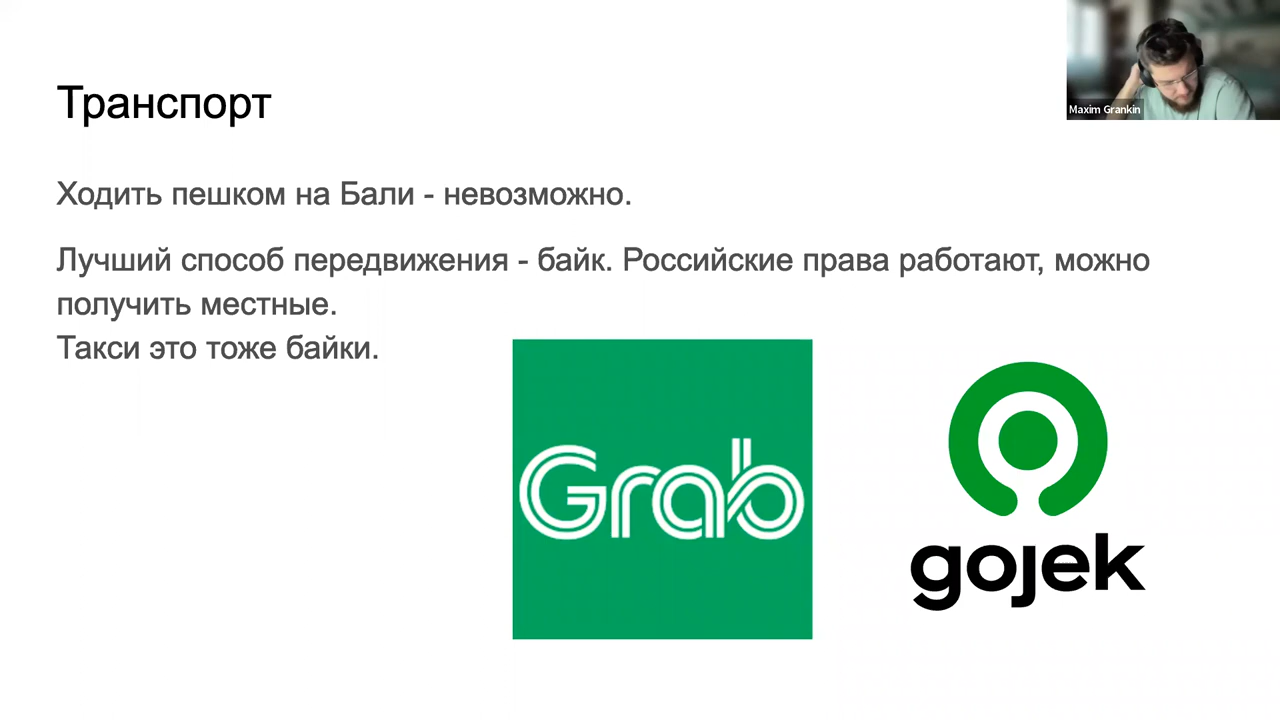 Транспорт
Maxim Grankin
Ходить пешком на Бали - невозможно.
Лучший способ передвижения - байк. Российские права работают, можно
получить местные.
Такси это тоже байки.
Grab
gojek